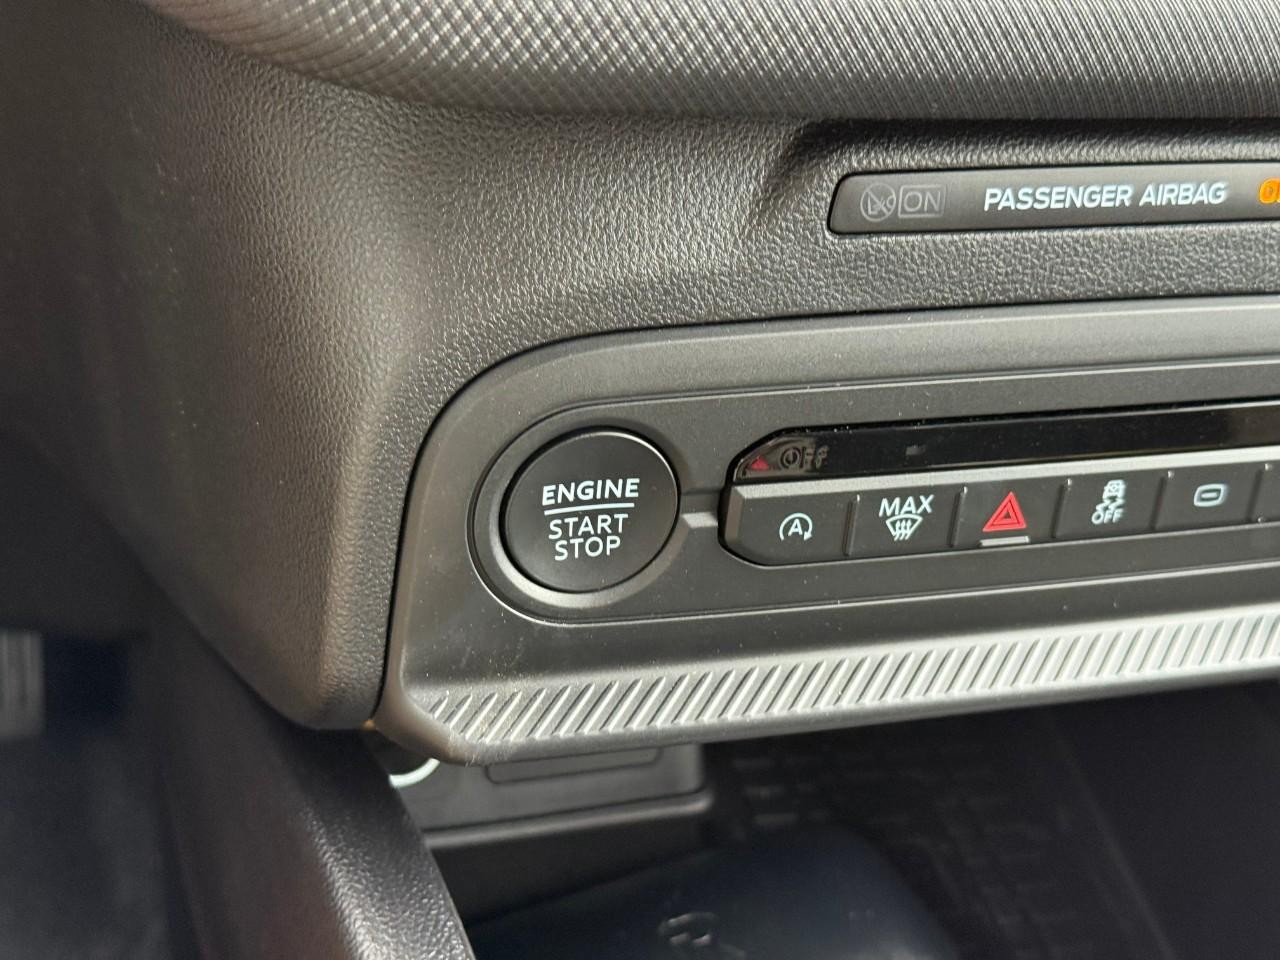 ON PASSENGER AIRBAG
ENGINE
START
STOP
A
MAX
OFF